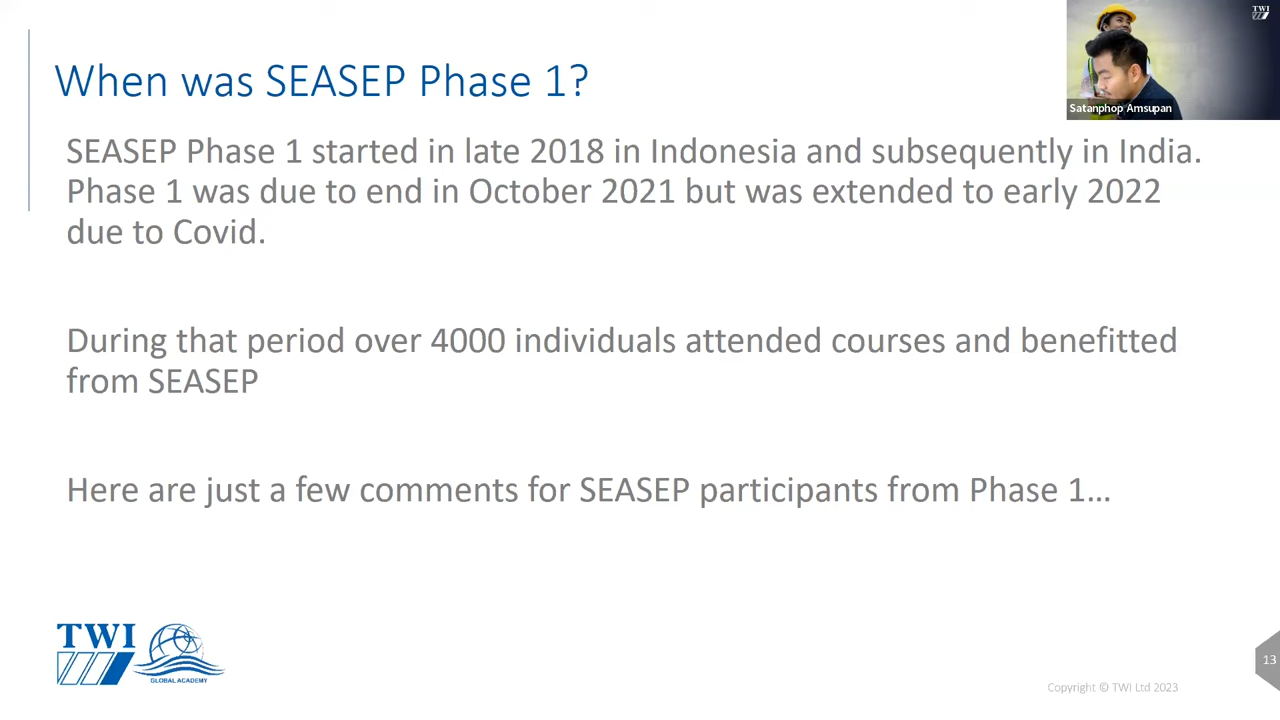 TWI
When was SEASEP Phase 1?
Satanphop Amsupan
SEASEP Phase 1 started in late 2018 in Indonesia and subsequently in India.
Phase 1 was due to end in October 2021 but was extended to early 2022
due to Covid.
During that period over 4000 individuals attended courses and benefitted
from SEASEP
Here are just a few comments for SEASEP participants from Phase 1…
TWI
GLOBAL ACADEMY
13
Copyright © TWI Ltd 2023